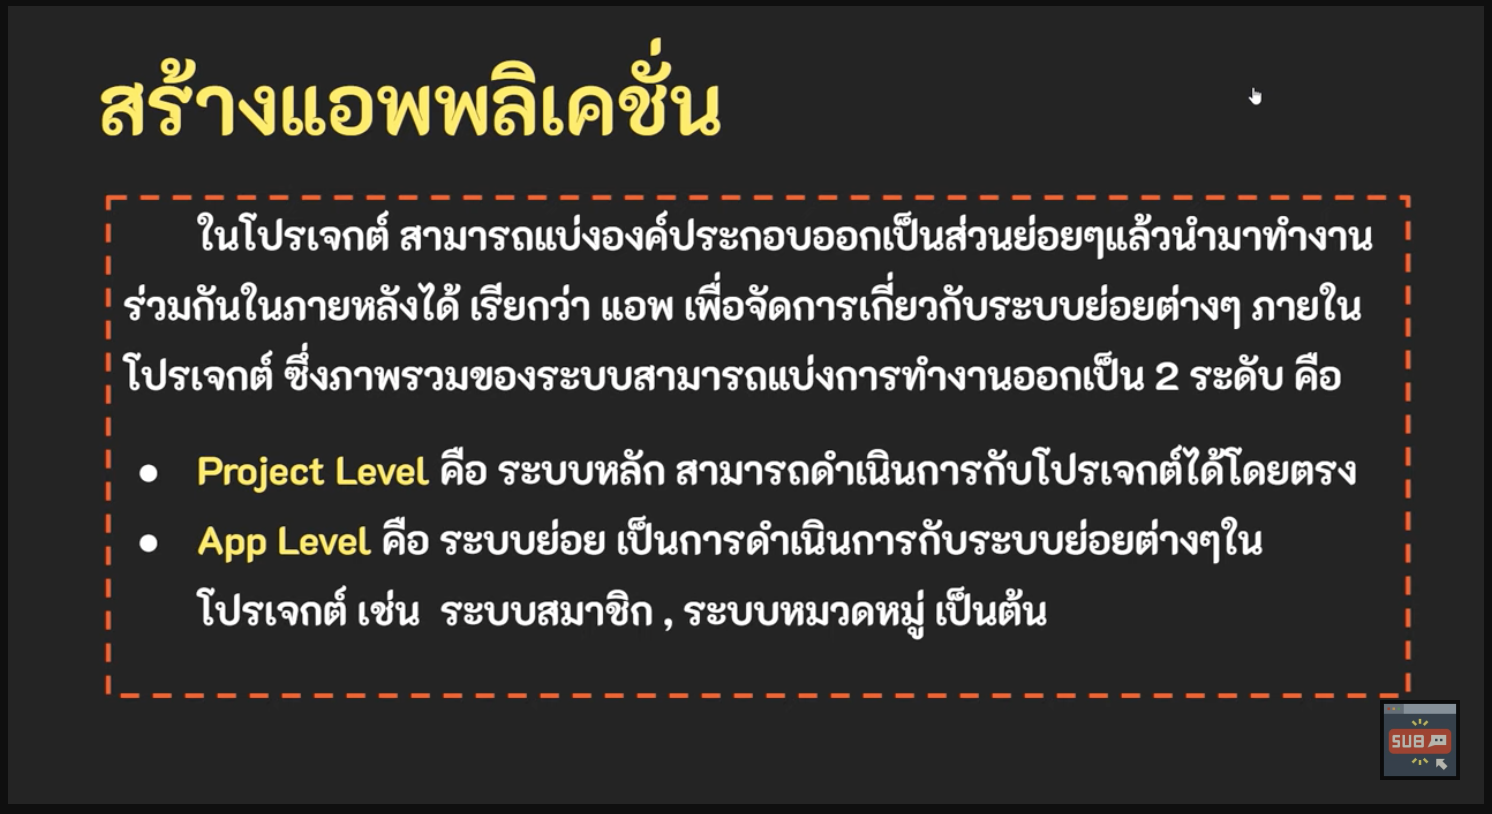 สร้างแอพพลิเคชั่น
ในโปรเจกต์ สามารถแบ่งองค์ประกอบออกเป็นส่วนย่อยๆแล้วนำมาทำงาน
ร่วมกันในภายหลังได้ เรียกว่า แอพ เพื่อจัดการเกี่ยวกับระบบย่อยต่างๆ ภายใน
โปรเจกต์ ซึ่งภาพรวมของระบบสามารถแบ่งการทำงานออกเป็น 2 ระดับ คือ
● Project Level คือ ระบบหลัก สามารถดำเนินการกับโปรเจกต์ได้โดยตรง
● App Level คือ ระบบย่อย เป็นการดำเนินการกับระบบย่อยต่างๆใน
โปรเจกต์ เช่น ระบบสมาชิก , ระบบหมวดหมู่ เป็นต้น
SUB